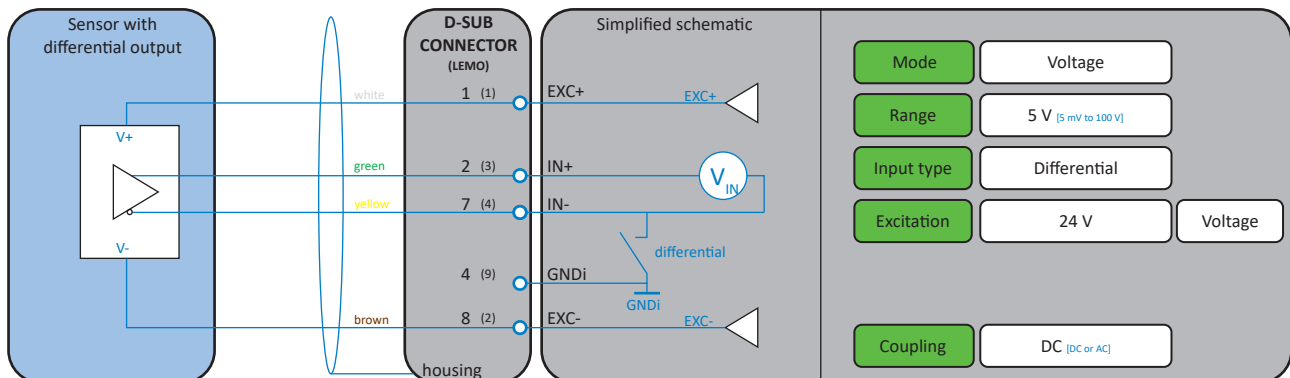 Sensor with
differential output
V+
V-
white
green
yellow
brown
D-SUB
CONNECTOR
(LEMO)
1 (1)
2 (3)
7 (4)
4 (9)
8 (2)
housing
Simplified schematic
EXC+
EXC+
IN+
V IN
IN-
differential
GNDi
GNDi
EXC-
EXC-
Mode
Voltage
Range
5 V [5 mV to 100 V]
Input type
Differential
Excitation
24 V
Voltage
Coupling
DC [DC or AC]